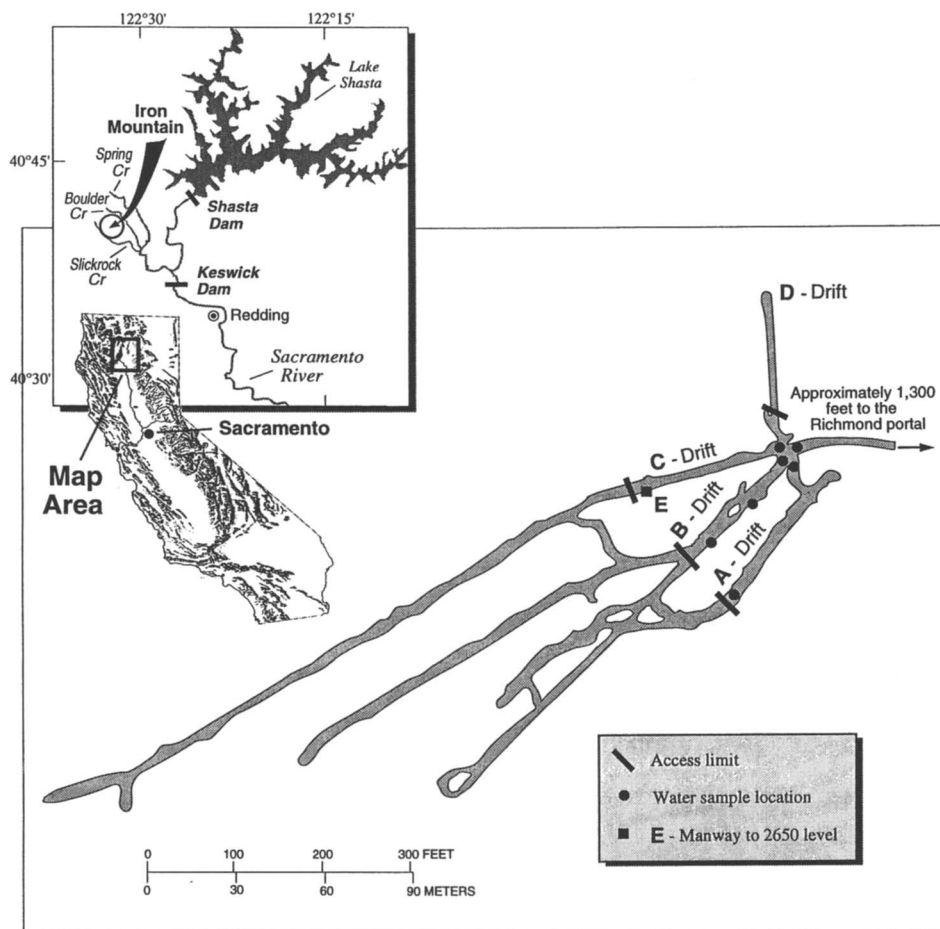 122°30'
122°15'
Lake
Shasta
Iron
Mountain
40°45'
Spring
Cr
Boulder
Cr
Shasta
Dam
Slickrock
Cr
Keswick
Dam
Redding
Sacramento
River
40°30'
Sacramento
Map
Area
D - Drift
Approximately 1,300
feet to the
Richmond portal
C - Drift
E
B - Drift
A - Drift
Access limit
Water sample location
E - Manway to 2650 level
0 100 200 300 FEET
0 30 60 90 METERS